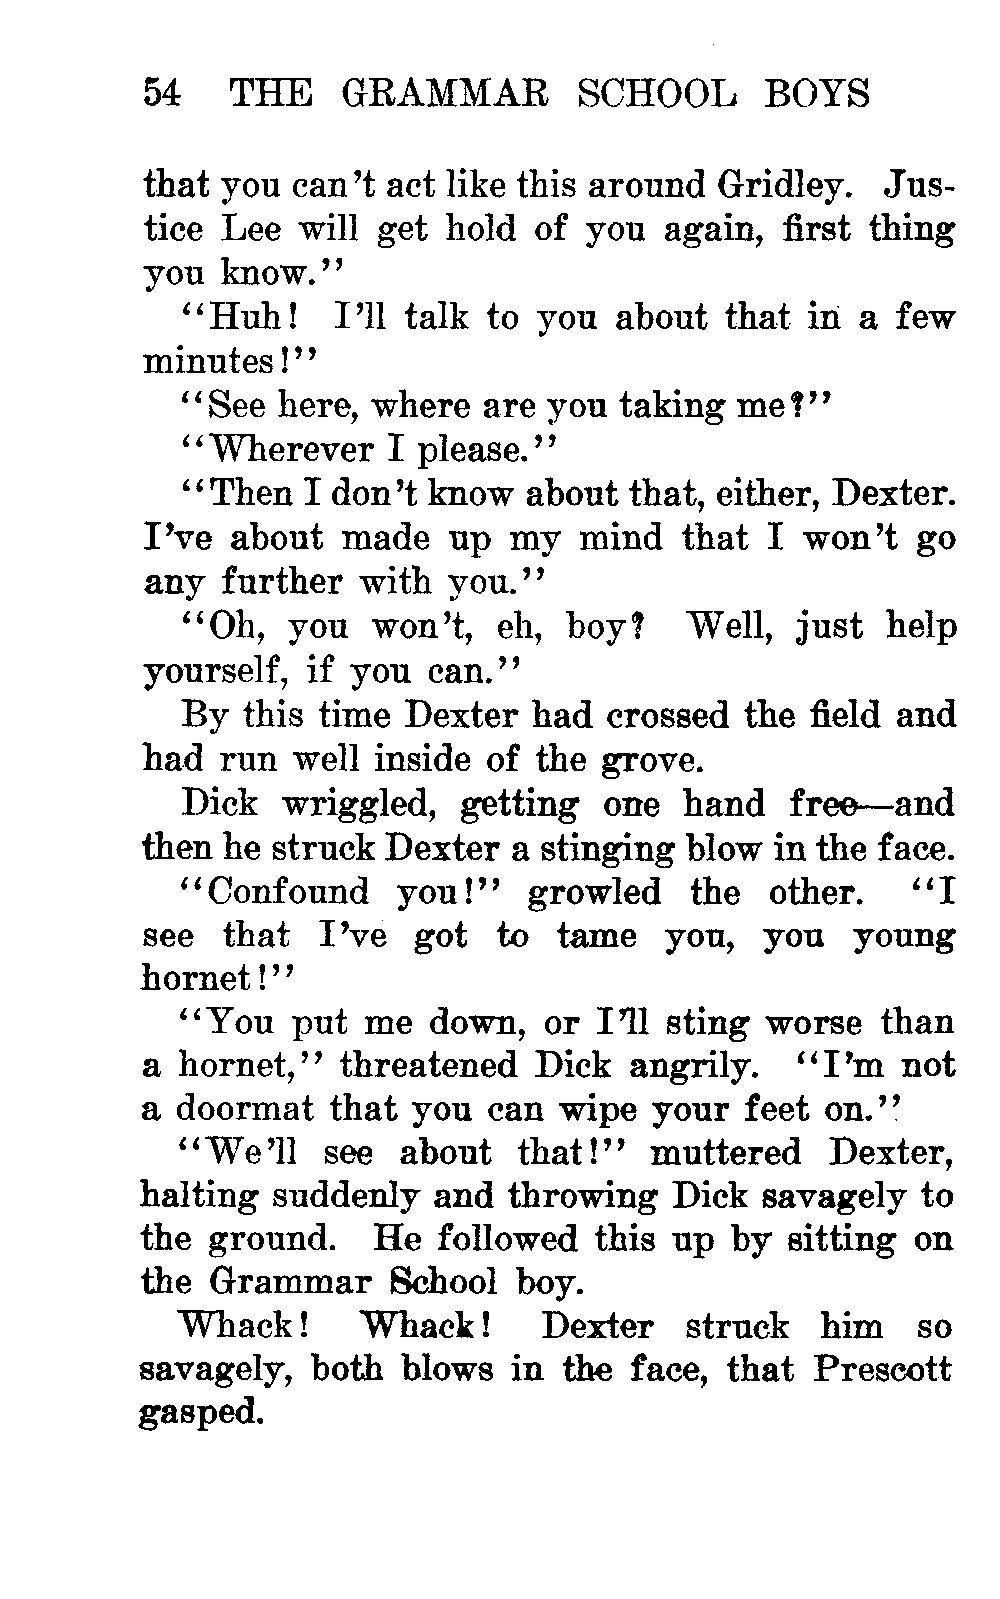 54 THE GRAMMAR SCHOOL BOYS
that you can't act like this around Gridley. Jus-
tice Lee will get hold of you again, first thing
you know."
"Huh! I'll talk to you about that in a few
minutes!"
"See here, where are you taking me?"
"Wherever I please."
"Then I don't know about that, either, Dexter.
I've about made up my mind that I won't go
any further with you."
"Oh, you won't, eh, boy? Well, just help
yourself, if you can."
By this time Dexter had crossed the field and
had run well inside of the grove.
Dick wriggled, getting one hand free—and
then he struck Dexter a stinging blow in the face.
"Confound you!" growled the other. "I
see that I've got to tame you, you young
hornet!"
"You put me down, or I'll sting worse than
a hornet," threatened Dick angrily. "I'm not
a doormat that you can wipe your feet on."
"We'll see about that!" muttered Dexter,
halting suddenly and throwing Dick savagely to
the ground. He followed this up by sitting on
the Grammar School boy.
Whack! Whack! Dexter struck him so
savagely, both blows in the face, that Prescott
gasped.